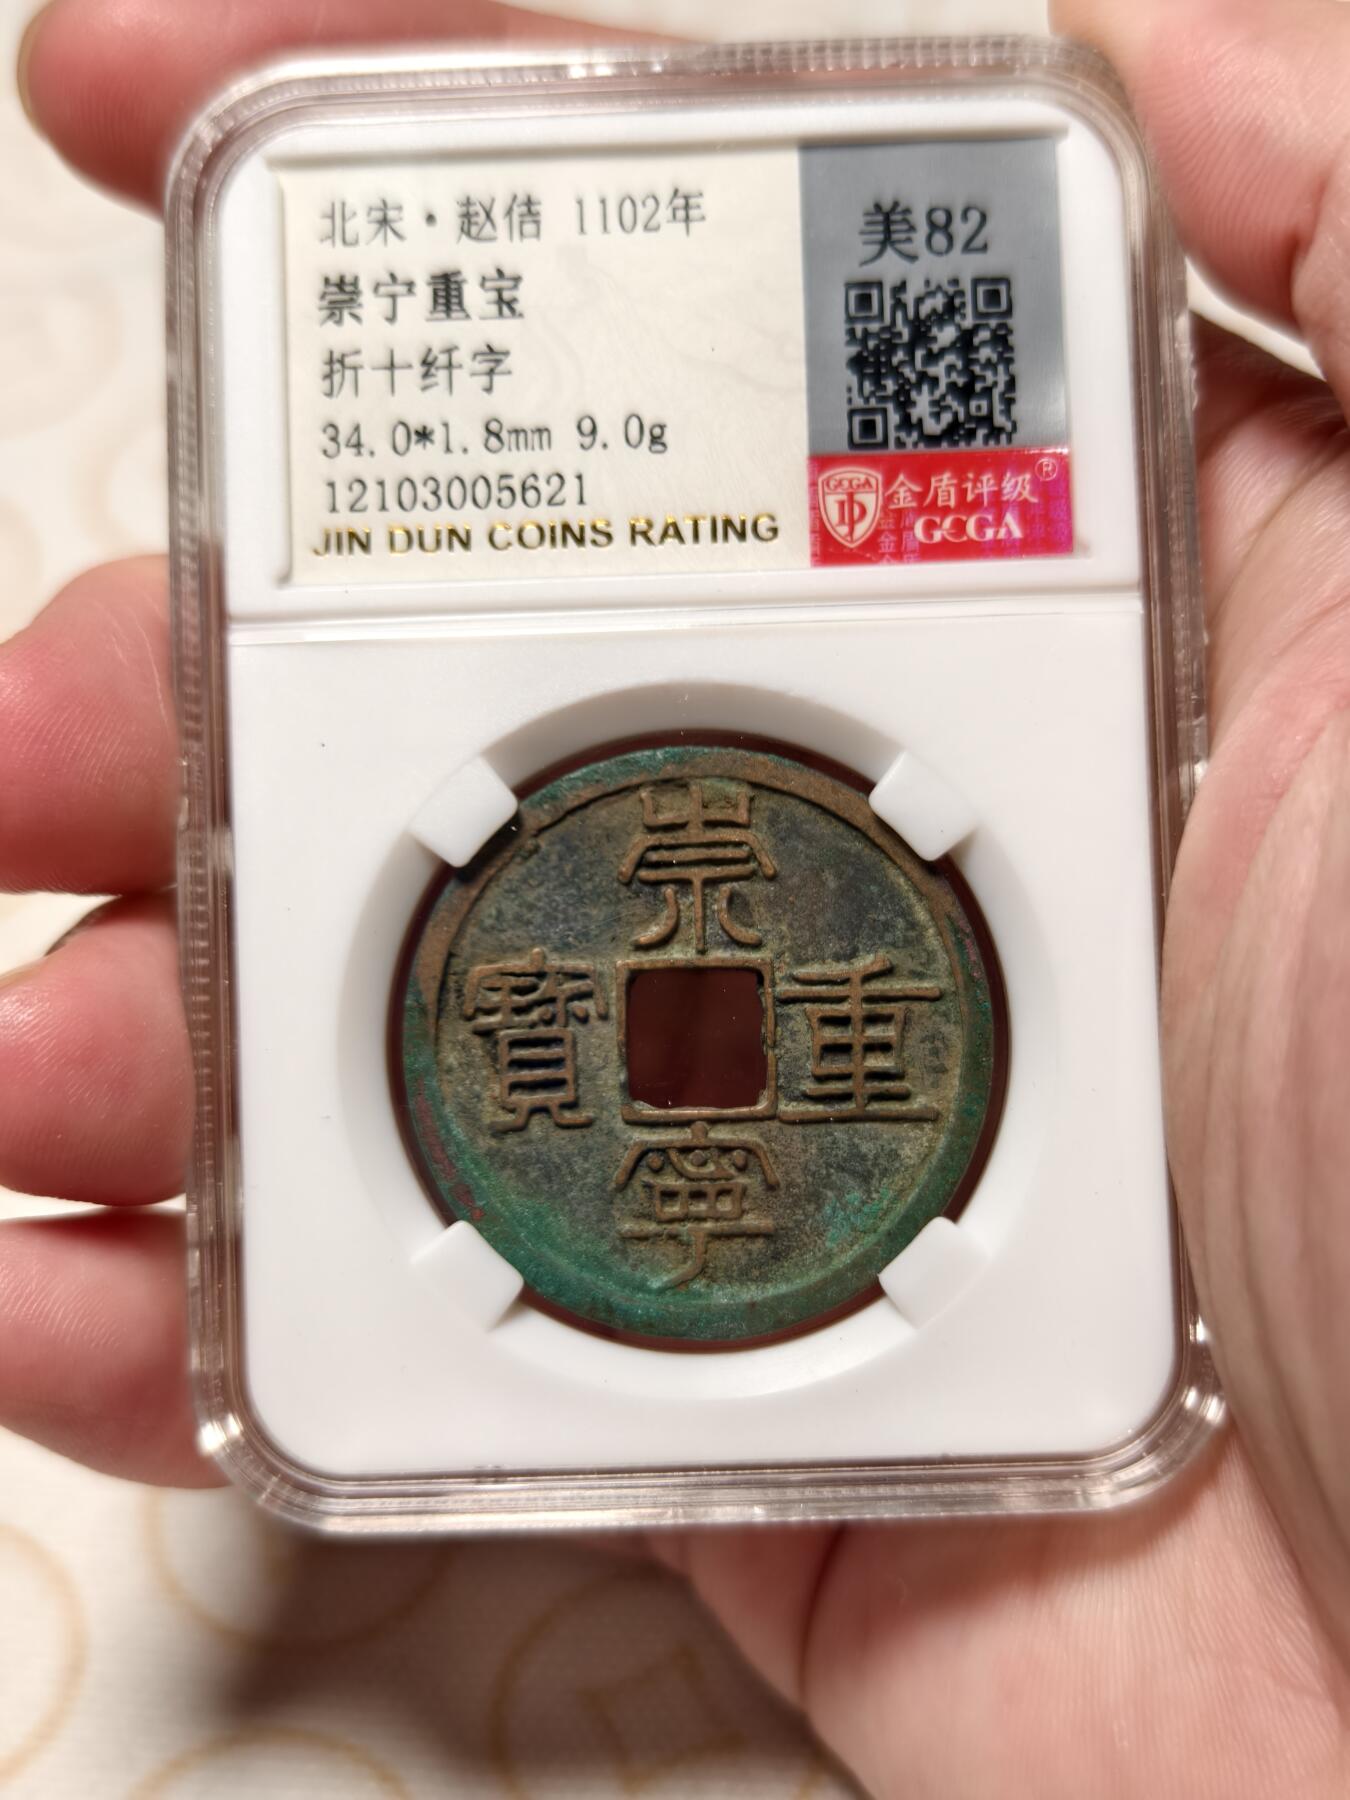 北宋·赵佶 1102年
崇宁重宝
折十纤字
34.0*1.8mm 9.0g
12103005621
JIN DUN COINS RATING
美82
GCGA
金盾评级®
GCGA
崇
寶 重
寧